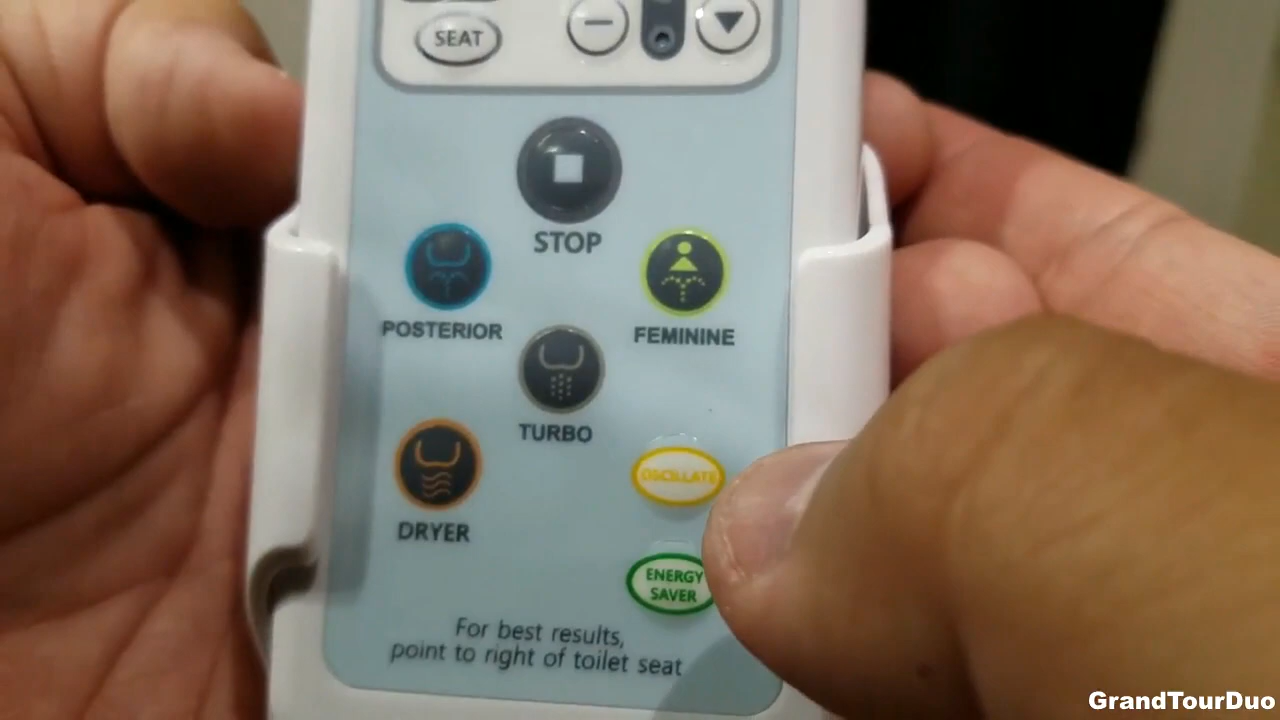 SEAT
STOP
POSTERIOR
FEMININE
TURBO
OSCILLATE
DRYER
ENERGY
SAVER
For best results,
point to right of toilet seat
GrandTourDuo